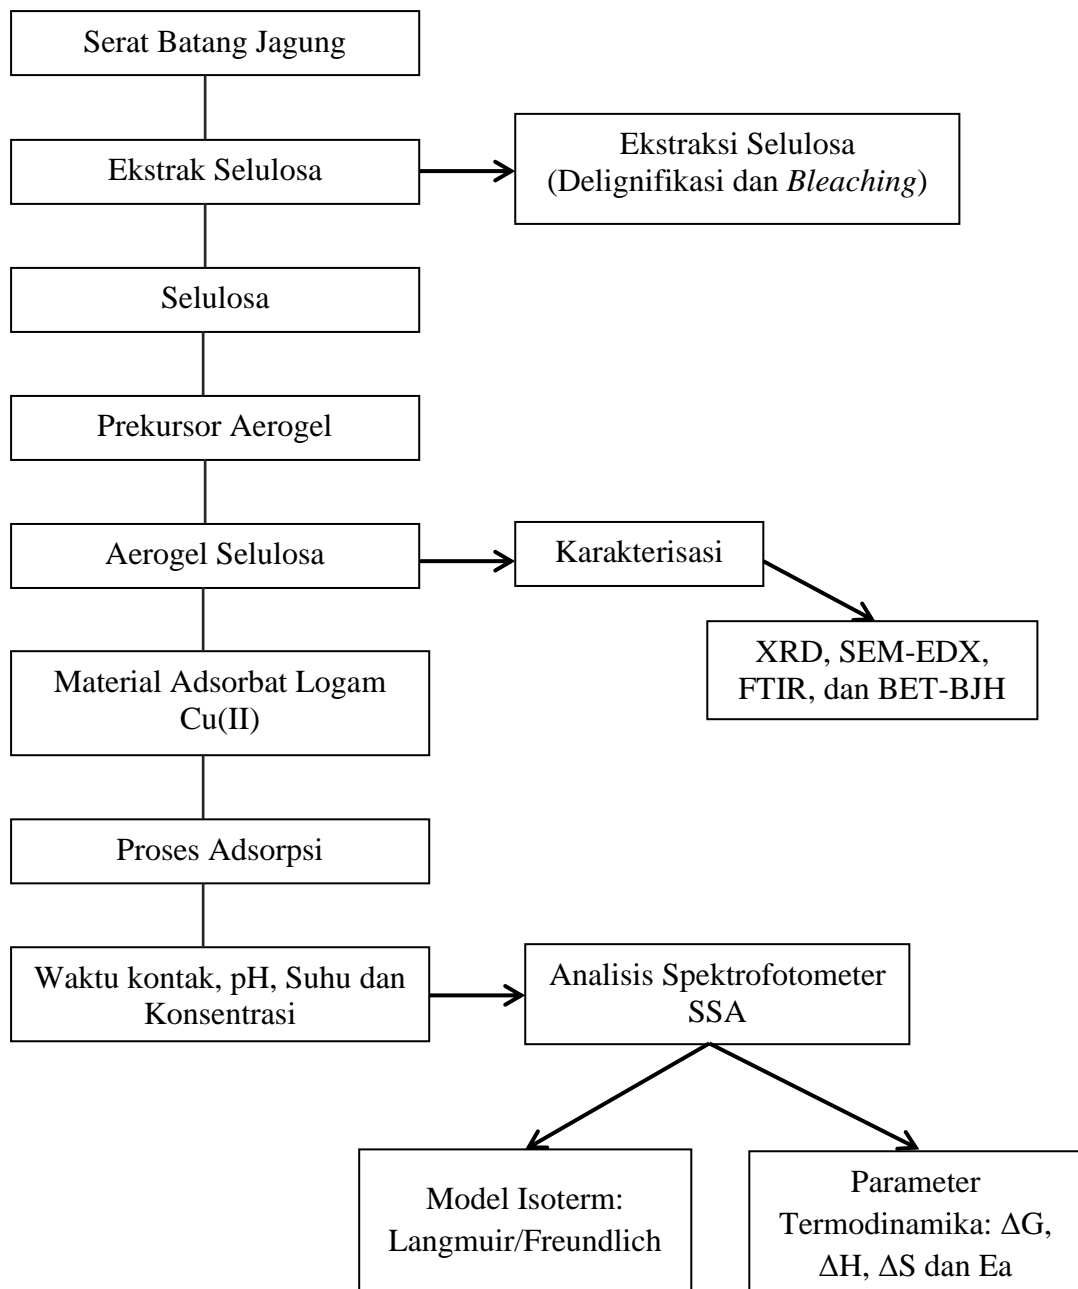 Serat Batang Jagung
Ekstrak Selulosa
Ekstraksi Selulosa
(Delignifikasi dan Bleaching)
Selulosa
Prekursor Aerogel
Aerogel Selulosa
Karakterisasi
XRD, SEM-EDX,
FTIR, dan BET-BJH
Material Adsorbat Logam
Cu(II)
Proses Adsorpsi
Waktu kontak, pH, Suhu dan
Konsentrasi
Analisis Spektrofotometer
SSA
Model Isoterm:
Langmuir/Freundlich
Parameter
Termodinamika: ΔG,
ΔH, ΔS dan Ea